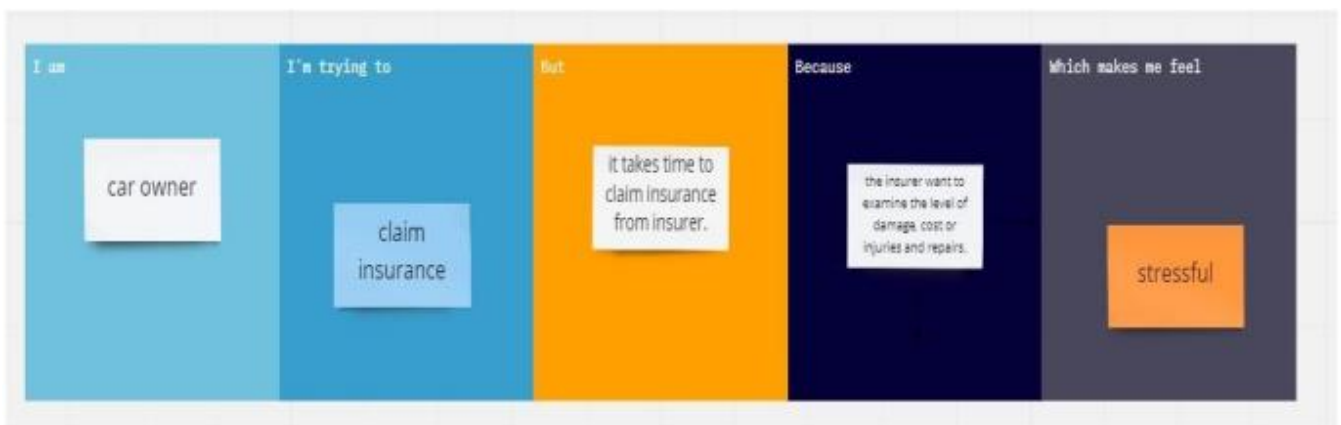 I am
car owner
I'm trying to
claim
insurance
But
it takes time to
claim insurance
from insurer.
Because
the insurer want to
examine the level of
damage, cost or
injuries and repairs.
Which makes me feel
stressful